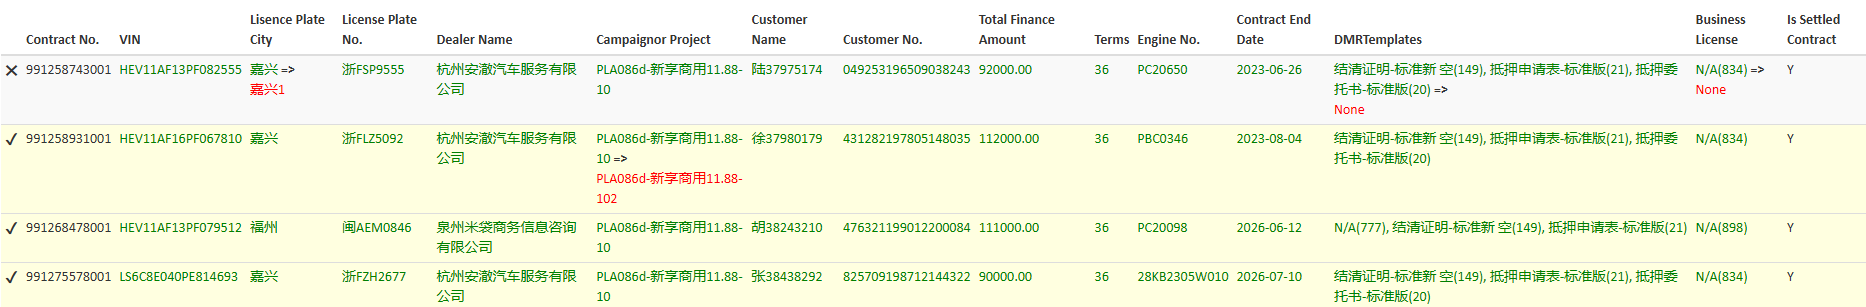 Contract No. VIN Lisence Plate City License Plate No. Dealer Name Campaignor Project Customer Name Customer No. Total Finance Amount Terms Engine No. Contract End Date DMRTemplates Business License Is Settled Contract
991258743001 HEV11AF13PF082555 嘉兴 => 浙FSP9555 杭州安澈汽车服务有限 PLA086d-新享商用11.88- 陆37975174 049253196509038243 92000.00 36 PC20650 2023-06-26 结清证明-标准新 空(149), 抵押申请表-标准版(21), 抵押委 N/A(834) => Y
嘉兴1 公司 10 托书-标准版(20) => None
None
991258931001 HEV11AF16PF067810 嘉兴 浙FLZ5092 杭州安澈汽车服务有限 PLA086d-新享商用11.88- 徐37980179 431282197805148035 112000.00 36 PBC0346 2023-08-04 结清证明-标准新 空(149), 抵押申请表-标准版(21), 抵押委 N/A(834) Y
公司 10 => 托书-标准版(20)
PLA086d-新享商用11.88-
102
991268478001 HEV11AF13PF079512 福州 闽AEM0846 泉州米袋商务信息咨询 PLA086d-新享商用11.88- 胡38243210 476321199012200084 111000.00 36 PC20098 2026-06-12 N/A(777), 结清证明-标准新 空(149), 抵押申请表-标准版(21) N/A(898) Y
有限公司 10
991275578001 LS6C8E040PE814693 嘉兴 浙FZH2677 杭州安澈汽车服务有限 PLA086d-新享商用11.88- 张38438292 825709198712144322 90000.00 36 28KB2305W010 2026-07-10 结清证明-标准新 空(149), 抵押申请表-标准版(21), 抵押委 N/A(834) Y
公司 10 托书-标准版(20)